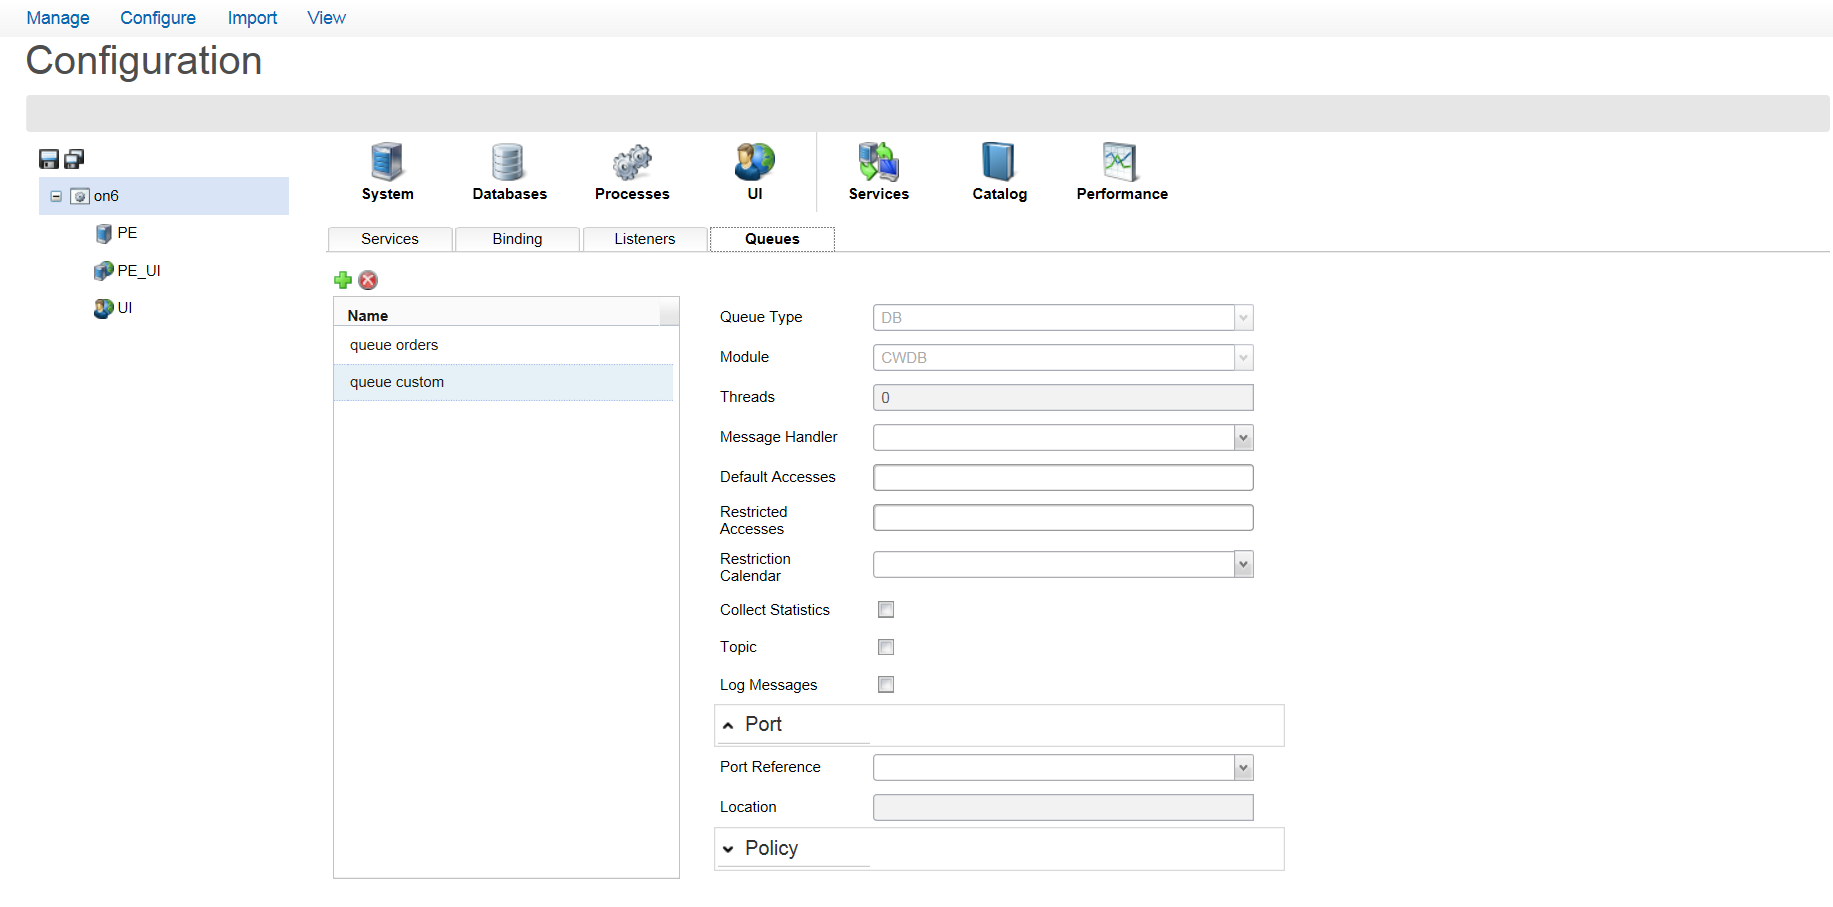 Manage Configure Import View
Configuration
System Databases Processes UI Services Catalog Performance
on6
PE
PE_UI
UI
Services Binding Listeners Queues
Name
queue orders
queue custom
Queue Type DB
Module CWDB
Threads 0
Message Handler
Default Accesses
Restricted
Accesses
Restriction
Calendar
Collect Statistics
Topic
Log Messages
Port
Port Reference
Location
Policy